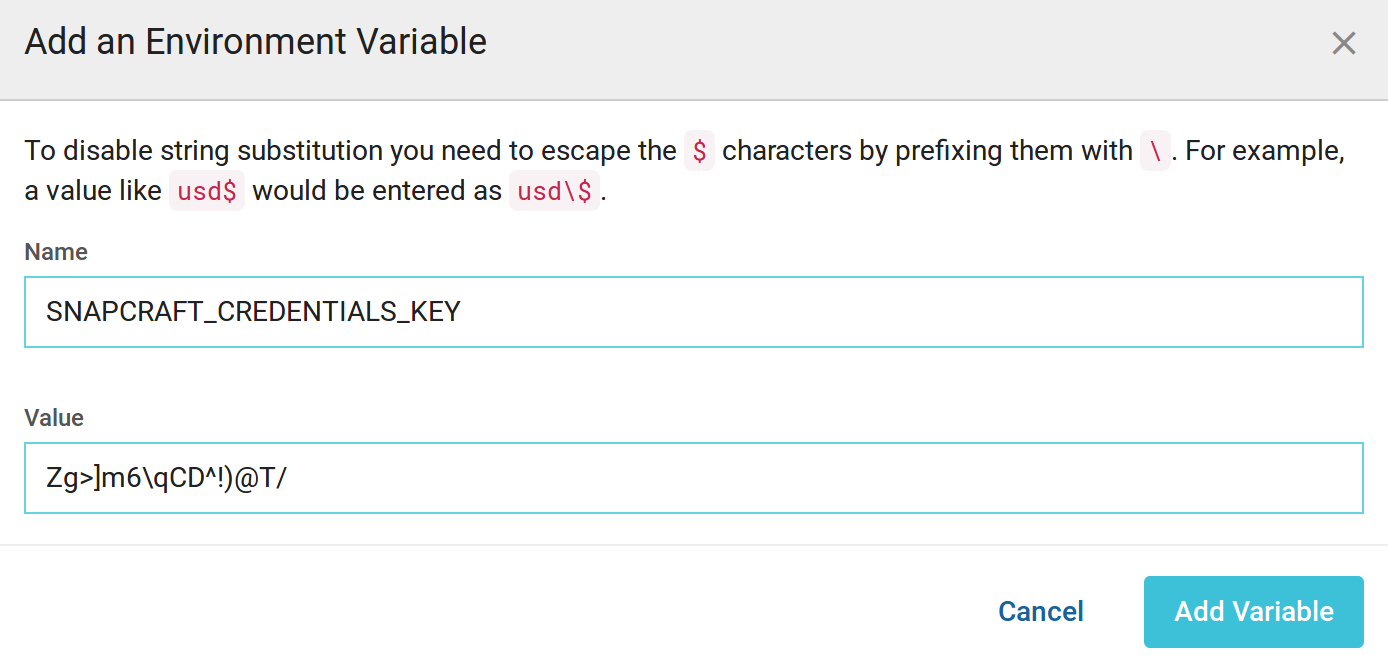 Add an Environment Variable
To disable string substitution you need to escape the $ characters by prefixing them with \. For example,
a value like usd$ would be entered as usd\$.
Name
SNAPCRAFT_CREDENTIALS_KEY
Value
Zg>]m6\qCD^!)@T/
Cancel
Add Variable